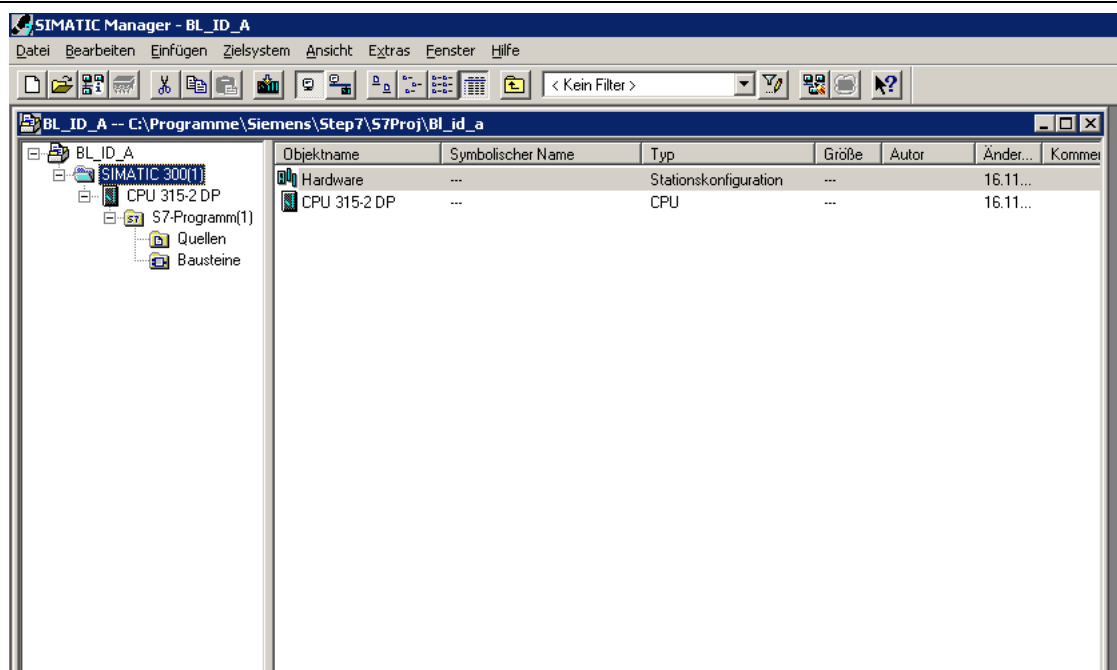 SIMATIC Manager - BL_ID_A
Datei Bearbeiten Einfügen Zielsystem Ansicht Extras Fenster Hilfe
< Kein Filter >
BL_ID_A -- C:\Programme\Siemens\Step7\S7Proj\Bl_id_a
BL_ID_A
SIMATIC 300(1)
CPU 315-2 DP
S7-Programm(1)
Quellen
Bausteine
Objektname Symbolischer Name Typ Größe Autor Änder... Kommen
Hardware --- Stationskonfiguration --- 16.11...
CPU 315-2 DP --- CPU --- 16.11...